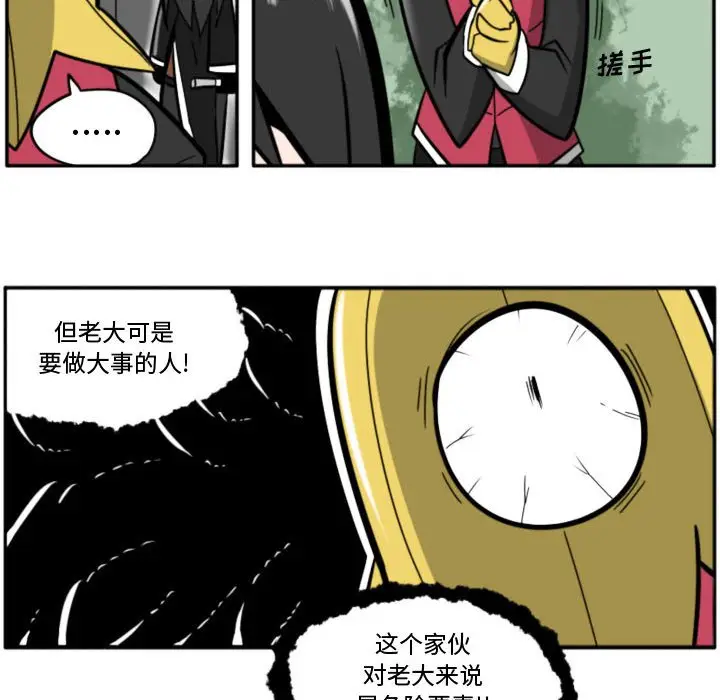 搓手
.....
但老大可是
要做大事的人!
这个家伙
对老大来说